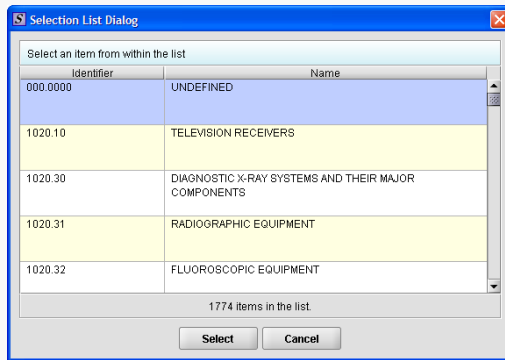 S Selection List Dialog
Select an item from within the list
Identifier Name
000.0000 UNDEFINED
1020.10 TELEVISION RECEIVERS
1020.30 DIAGNOSTIC X-RAY SYSTEMS AND THEIR MAJOR
COMPONENTS
1020.31 RADIOGRAPHIC EQUIPMENT
1020.32 FLUOROSCOPIC EQUIPMENT
1774 items in the list.
Select Cancel